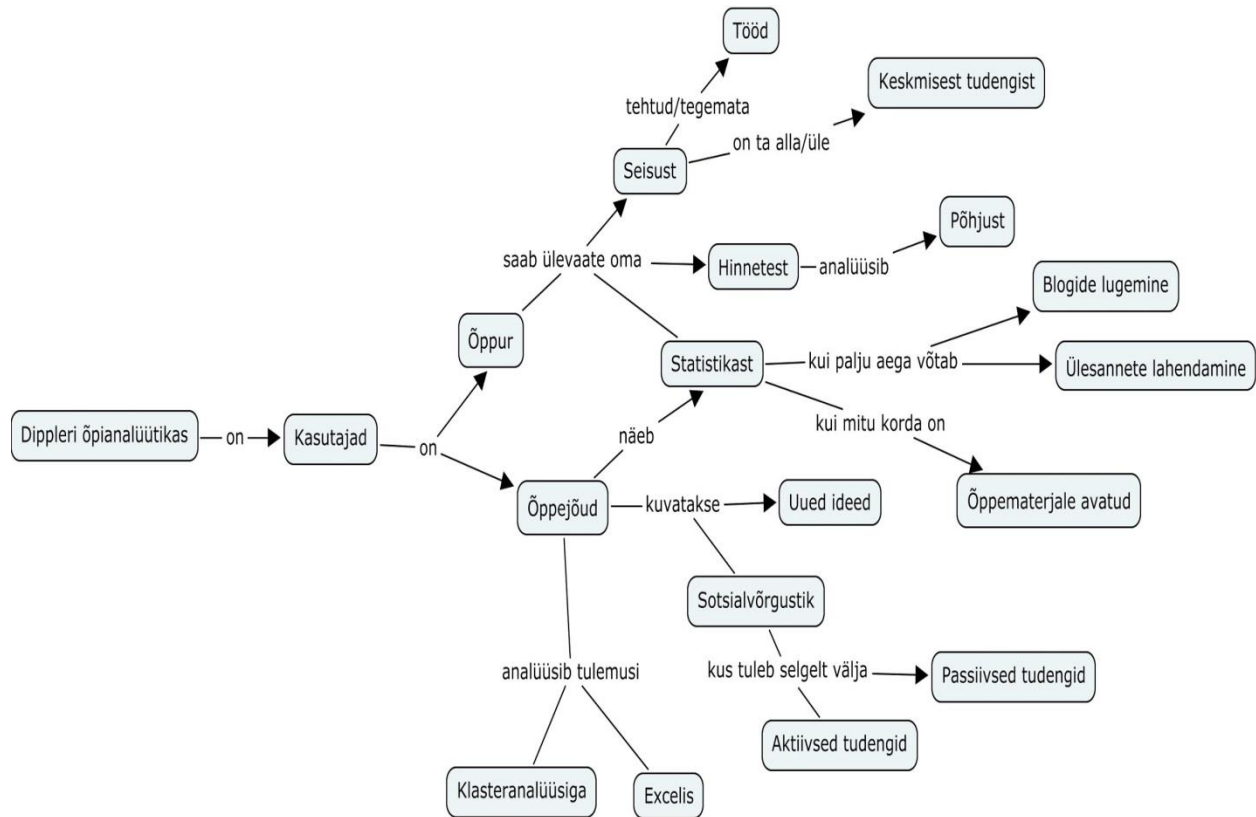 Tööd
Keskmisest tudengist
tehtud/tegemata
on ta alla/üle
Seisust
Põhjust
saab ülevaate oma
Hinnetest
analüüsib
Blogide lugemine
Õppur
Statistikast
kui palju aega võtab
Ülesannete lahendamine
Dippleri õpianalüütikas
on
Kasutajad
on
näeb
kui mitu korda on
Õppejõud
kuvatakse
Uued ideed
Õppematerjale avatud
Sotsialvõrgustik
analüüsib tulemusi
kus tuleb selgelt välja
Passiivsed tudengid
Aktiivsed tudengid
Klasteranalüüsiga
Excelis